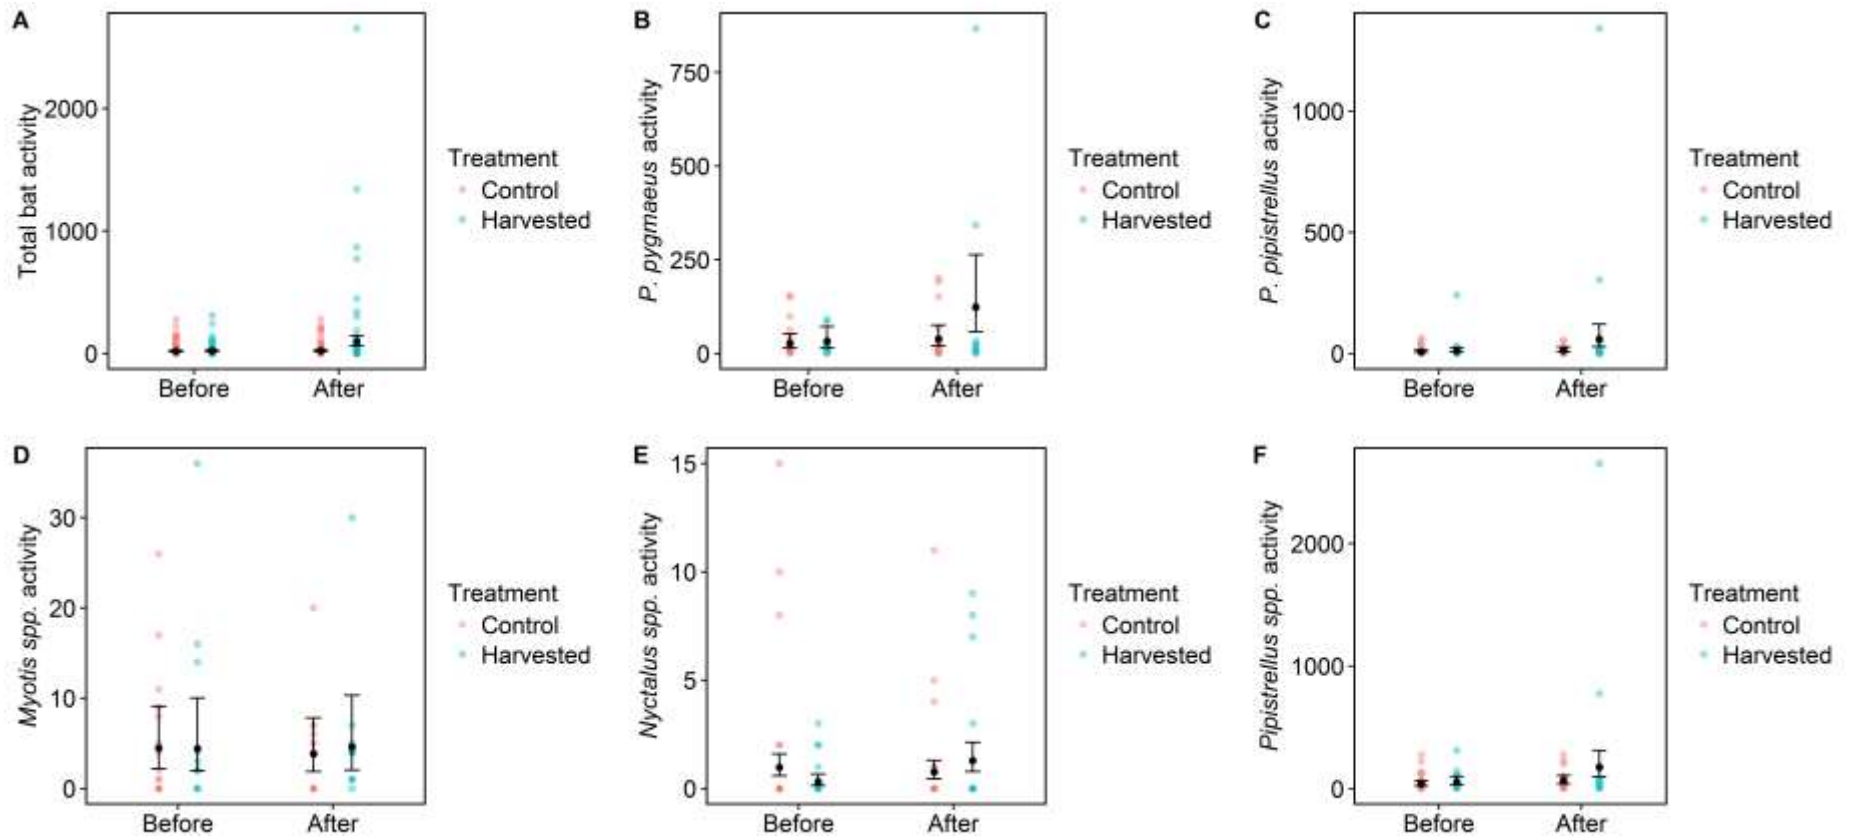 A
Total bat activity
2000
1000
0
Before
After
Treatment
Control
Harvested
B
P. pygmaeus activity
750
500
250
0
Before
After
Treatment
Control
Harvested
C
P. pipistrellus activity
1000
500
0
Before
After
Treatment
Control
Harvested
D
Myotis spp. activity
30
20
10
0
Before
After
Treatment
Control
Harvested
E
Nyctalus spp. activity
15
10
5
0
Before
After
Treatment
Control
Harvested
F
Pipistrellus spp. activity
2000
1000
0
Before
After
Treatment
Control
Harvested